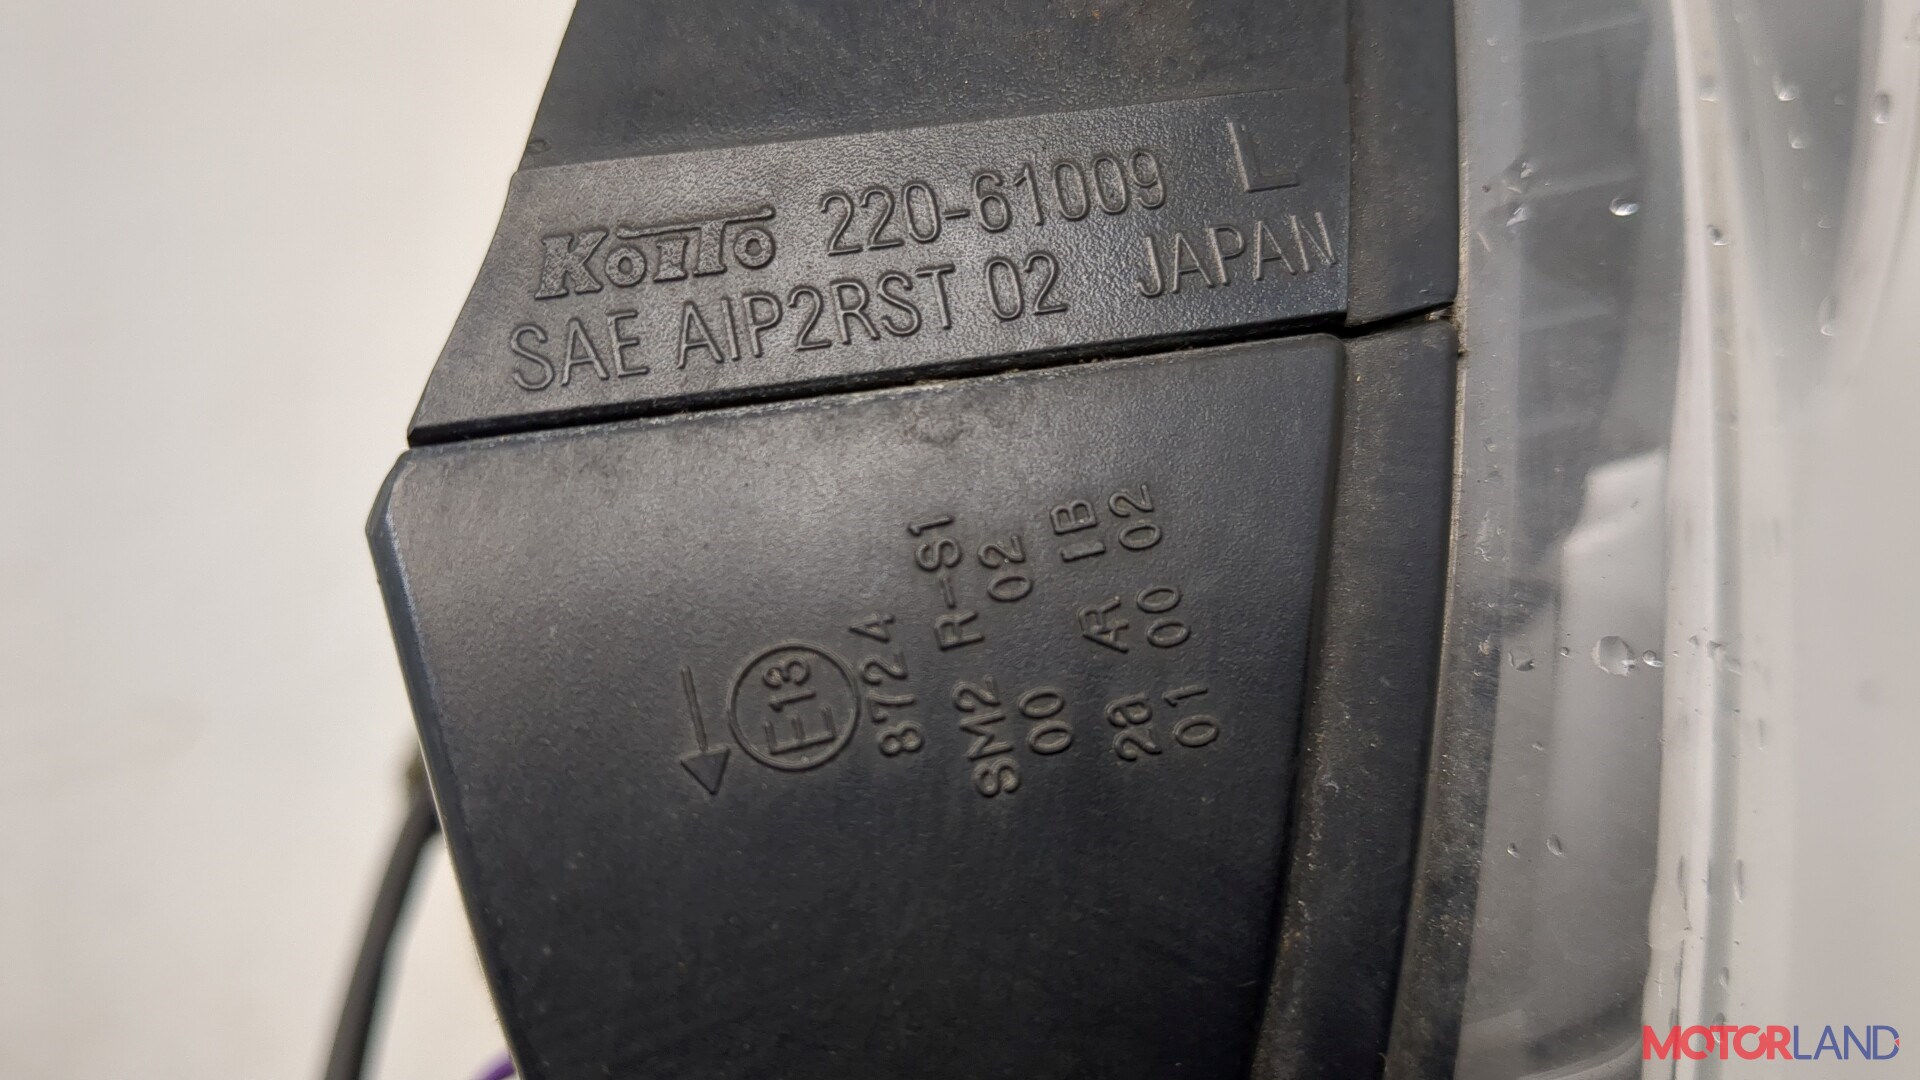 KoiTo 220-61009 L
SAE AIP2RST 02 JAPAN
E13
8724
SM2 R-S1
00 02
2a AR IB
01 00 02
00
MOTORLAND